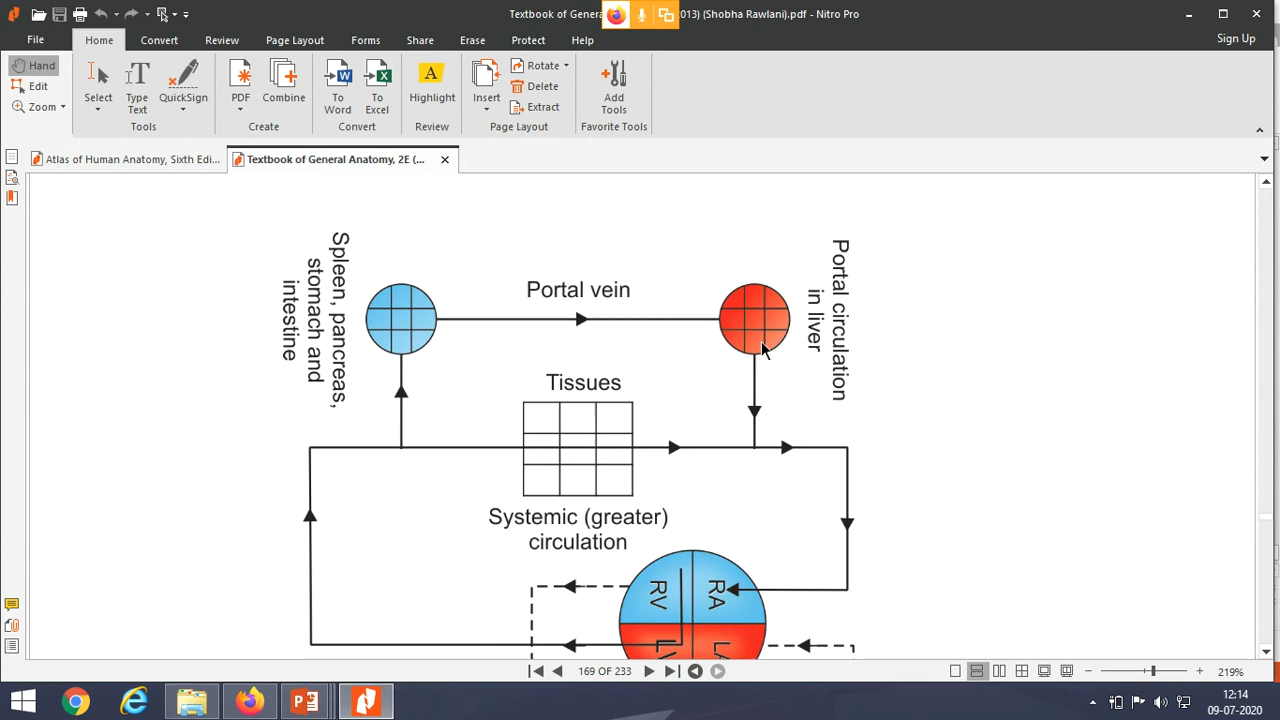 Textbook of Gener
013) (Shobha Rawlani).pdf - Nitro Pro
File
Home
Convert
Review
Page Layout
Forms
Share
Erase
Protect
Help
Sign Up
Hand
Edit
Zoom
Select
Type
Text
QuickSign
Tools
PDF
Combine
Create
To
Word
To
Excel
Convert
Highlight
Review
Insert
Rotate
Delete
Extract
Page Layout
Add
Tools
Favorite Tools
Atlas of Human Anatomy, Sixth Edi...
Textbook of General Anatomy, 2E (...
Spleen, pancreas,
stomach and
intestine
Portal vein
Portal circulation
in liver
Tissues
Systemic (greater)
circulation
RV
RA
LV
LA
169 OF 233
219%
12:14
09-07-2020